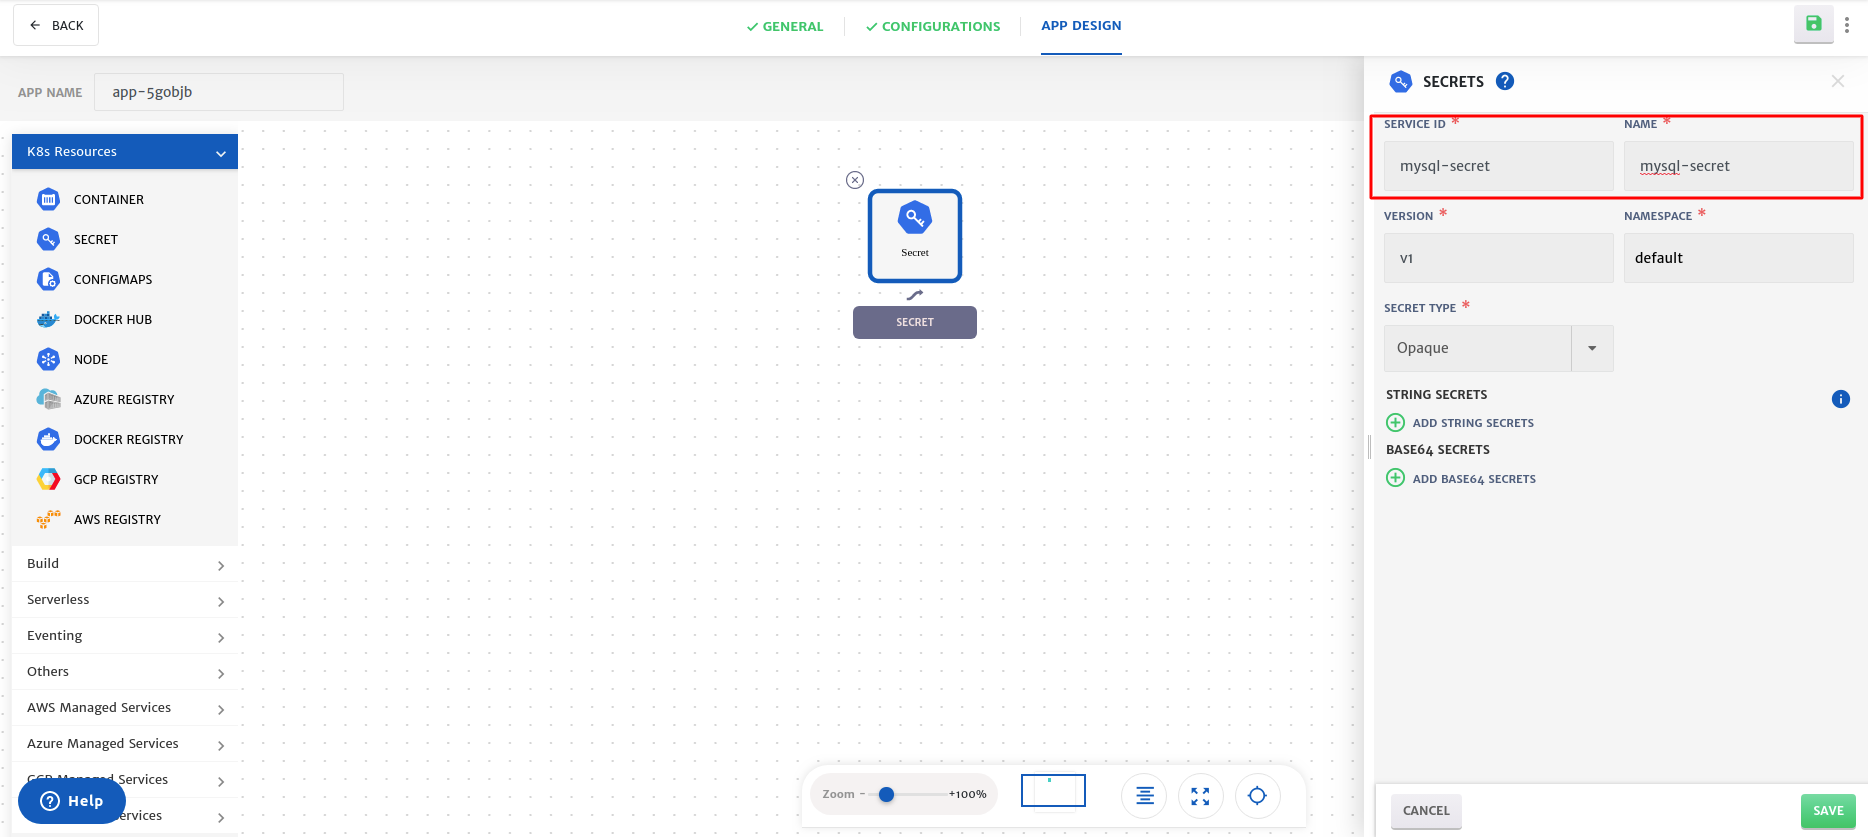 BACK
GENERAL
CONFIGURATIONS
APP DESIGN
APP NAME
app-5gobjb
K8s Resources
CONTAINER
SECRET
CONFIGMAPS
DOCKER HUB
NODE
AZURE REGISTRY
DOCKER REGISTRY
GCP REGISTRY
AWS REGISTRY
Build
Serverless
Eventing
Others
AWS Managed Services
Azure Managed Services
GCP Managed Services
Help
Secret
SECRET
Zoom - +100%
SECRETS ?
SERVICE ID * NAME *
mysql-secret mysql-secret
VERSION * NAMESPACE *
v1 default
SECRET TYPE *
Opaque
STRING SECRETS
ADD STRING SECRETS
BASE64 SECRETS
ADD BASE64 SECRETS
CANCEL SAVE